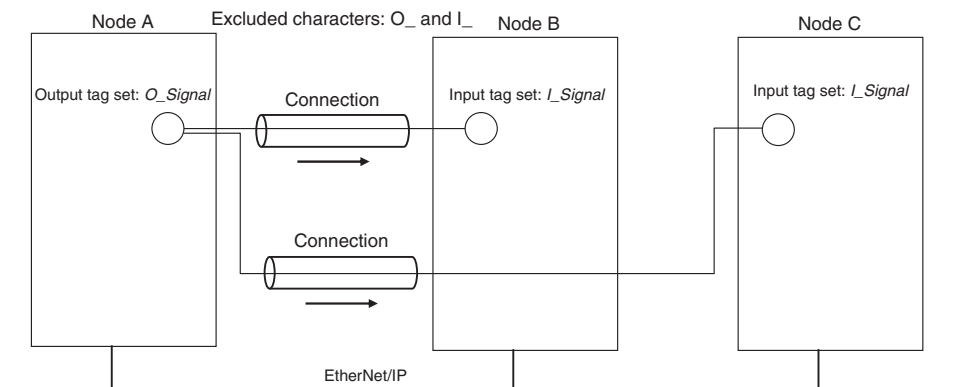 Excluded characters: O_ and I_
Node A
Node B
Node C
Output tag set: O_Signal
Connection
Input tag set: I_Signal
Input tag set: I_Signal
Connection
EtherNet/IP